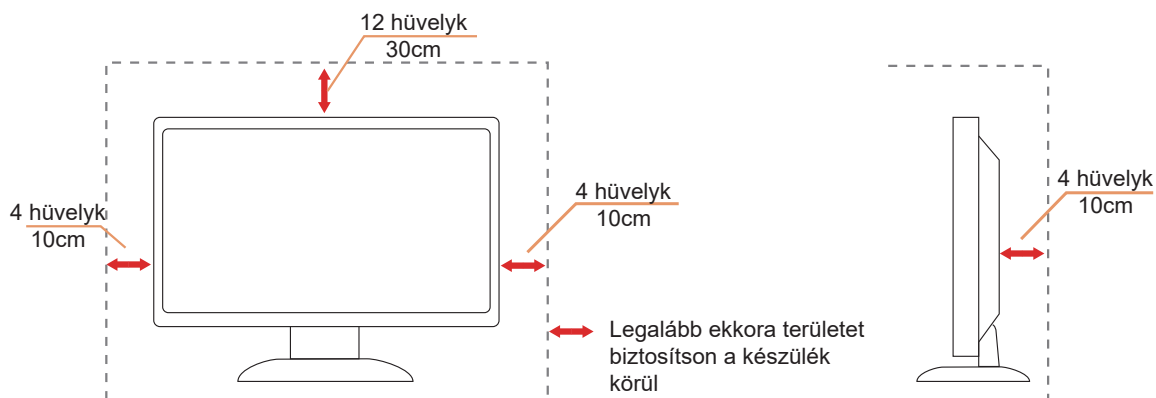 12 hüvelyk
30cm
4 hüvelyk
10cm
4 hüvelyk
10cm
4 hüvelyk
10cm
Legalább ekkora területet
biztosítson a készülék
körül